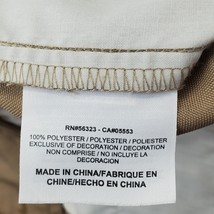 RN#56323 - CA#05553
100% POLYESTER / POLYESTER / POLIESTER
EXCLUSIVE OF DECORATION / DECORATION
NON COMPRISE / NO INCLUYE LA
DECORACION
MADE IN CHINA/FABRIQUE EN
CHINE/HECHO EN CHINA